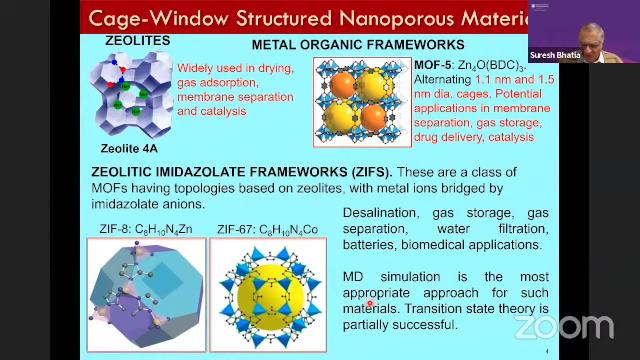 Cage-Window Structured Nanoporous Materi
Suresh Bhatia
ZEOLITES
METAL ORGANIC FRAMEWORKS
Widely used in drying,
gas adsorption,
membrane separation
and catalysis
Zeolite 4A
MOF-5: Zn4O(BDC)3.
Alternating 1.1 nm and 1.5
nm dia. cages. Potential
applications in membrane
separation, gas storage,
drug delivery, catalysis
ZEOLITIC IMIDAZOLATE FRAMEWORKS (ZIFS). These are a class of
MOFs having topologies based on zeolites, with metal ions bridged by
imidazolate anions.
ZIF-8: C8H10N4Zn
ZIF-67: C8H10N4Co
Desalination, gas storage, gas
separation, water filtration,
batteries, biomedical applications.
MD simulation is the most
appropriate approach for such
materials. Transition state theory is
partially successful.
zoom